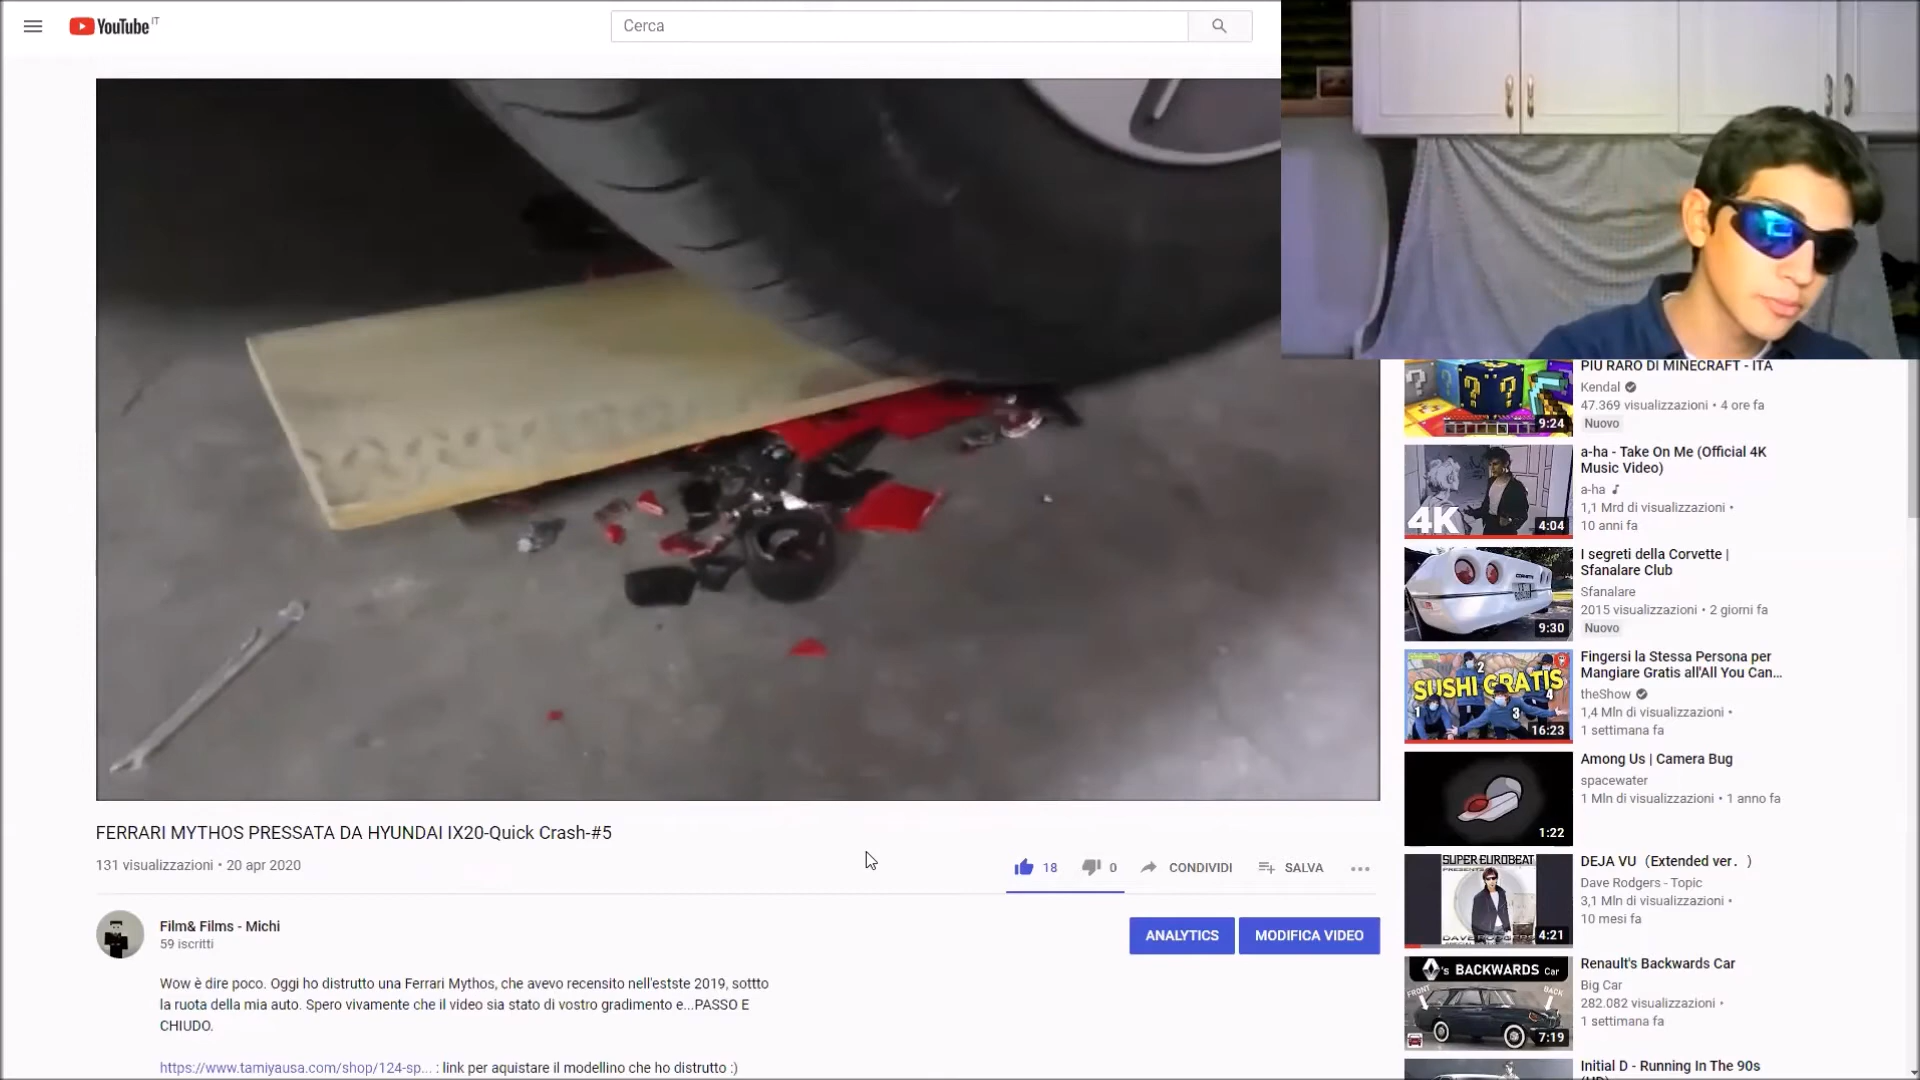 YouTube IT
Cerca
FERRARI MYTHOS PRESSATA DA HYUNDAI IX20-Quick Crash-#5
131 visualizzazioni • 20 apr 2020
18
0
CONDIVIDI
SALVA
Film& Films - Michi
59 iscritti
ANALYTICS
MODIFICA VIDEO
Wow è dire poco. Oggi ho distrutto una Ferrari Mythos, che avevo recensito nell'estste 2019, sottto
la ruota della mia auto. Spero vivamente che il video sia stato di vostro gradimento e...PASSO E
CHIUDO.
https://www.tamiyausa.com/shop/124-sp... : link per aquistare il modellino che ho distrutto :)
PIÙ RARO DI MINECRAFT - ITA
Kendal
47.369 visualizzazioni • 4 ore fa
Nuovo
9:24
a-ha - Take On Me (Official 4K
Music Video)
a-ha
1,1 Mrd di visualizzazioni •
10 anni fa
4K
4:04
I segreti della Corvette |
Sfanalare Club
Sfanalare
2015 visualizzazioni • 2 giorni fa
Nuovo
9:30
Fingersi la Stessa Persona per
Mangiare Gratis all'All You Can...
theShow
1,4 Mln di visualizzazioni •
1 settimana fa
SUSHI GRATIS
1
2
3
4
16:23
Among Us | Camera Bug
spacewater
1 Mln di visualizzazioni • 1 anno fa
1:22
DEJA VU (Extended ver. )
Dave Rodgers - Topic
3,1 Mln di visualizzazioni •
10 mesi fa
SUPER EUROBEAT
PRESENTS
DAVE RODGERS
4:21
Renault's Backwards Car
Big Car
282.082 visualizzazioni •
1 settimana fa
's BACKWARDS Car
FRONT
BACK
7:19
Initial D - Running In The 90s